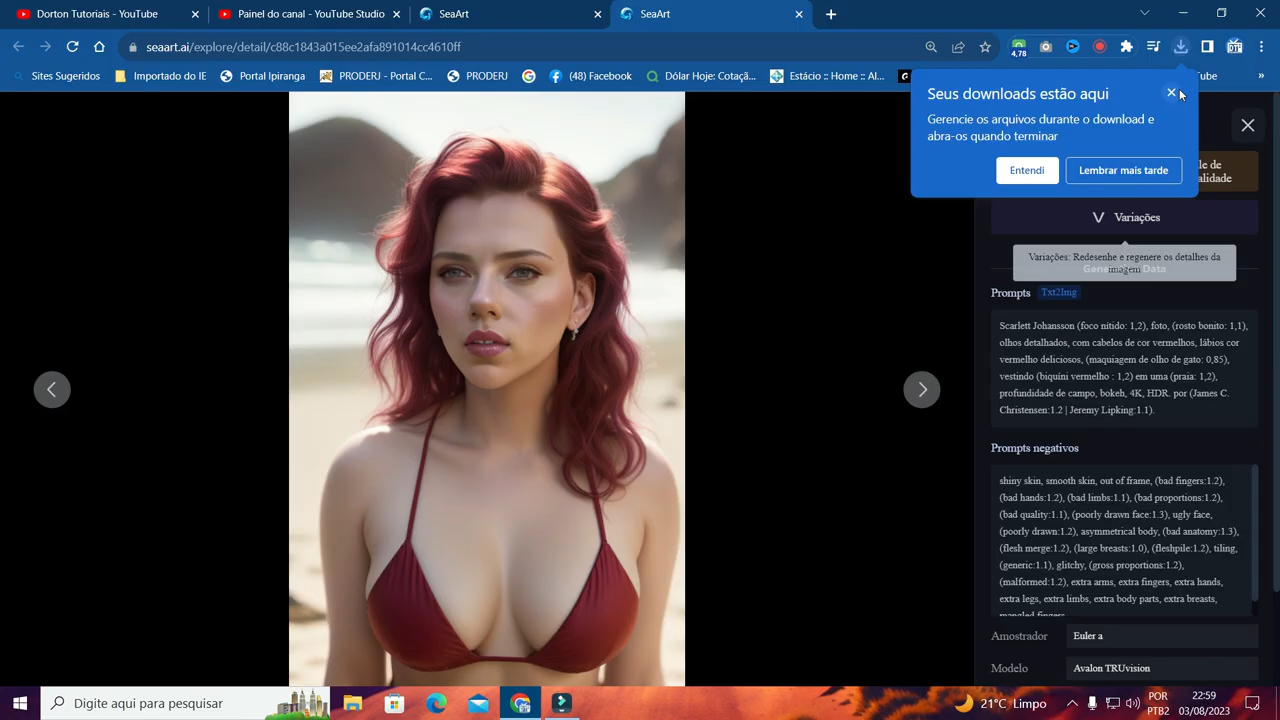 Dorton Tutoriais - YouTube
Painel do canal - YouTube Studio
SeaArt
SeaArt
seaart.ai/explore/detail/c88c1843a015ee2afa891014cc4610ff
4,78
Sites Sugeridos
Importado do IE
Portal Ipiranga
PRODERJ - Portal C...
PRODERJ
(48) Facebook
Dólar Hoje: Cotaçã...
Estácio :: Home :: Al...
Seus downloads estão aqui
Gerencie os arquivos durante o download e
abra-os quando terminar
Entendi
Lembrar mais tarde
Variações
Variações: Redesenhe e regenere os detalhes da
imagem
Prompts
Txt2Img
Scarlett Johansson (foco nítido: 1,2), foto, (rosto bonito: 1,1),
olhos detalhados, com cabelos de cor vermelhos, lábios cor
vermelho deliciosos, (maquiagem de olho de gato: 0,85),
vestindo (biquíni vermelho : 1,2) em uma (praia: 1,2),
profundidade de campo, bokeh, 4K, HDR. por (James C.
Christensen:1.2 | Jeremy Lipking:1.1).
Prompts negativos
shiny skin, smooth skin, out of frame, (bad fingers:1.2),
(bad hands:1.2), (bad limbs:1.1), (bad proportions:1.2),
(bad quality:1.1), (poorly drawn face:1.3), ugly face,
(poorly drawn:1.2), asymmetrical body, (bad anatomy:1.3),
(flesh merge:1.2), (large breasts:1.0), (fleshpile:1.2), tiling,
(generic:1.1), glitchy, (gross proportions:1.2),
(malformed:1.2), extra arms, extra fingers, extra hands,
extra legs, extra limbs, extra body parts, extra breasts,
mangled fingers
Amostrador
Euler a
Modelo
Avalon TRUvision
Digite aqui para pesquisar
21°C Limpo
POR
PTB2
22:59
03/08/2023